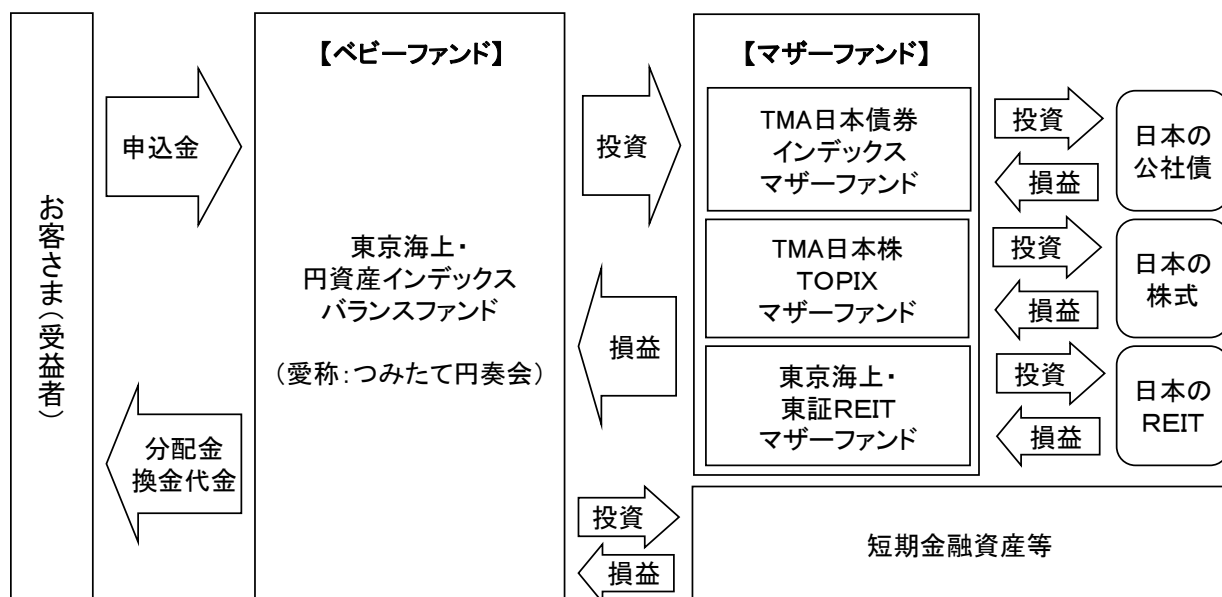 お客さま(受益者)
申込金
分配金
換金代金
【ベビーファンド】
東京海上・
円資産インデックス
バランスファンド
(愛称:つみたて円奏会)
投資
損益
投資
損益
【マザーファンド】
TMA日本債券
インデックス
マザーファンド
投資
損益
日本の
公社債
TMA日本株
TOPIX
マザーファンド
投資
損益
日本の
株式
東京海上・
東証REIT
マザーファンド
投資
損益
日本の
REIT
短期金融資産等